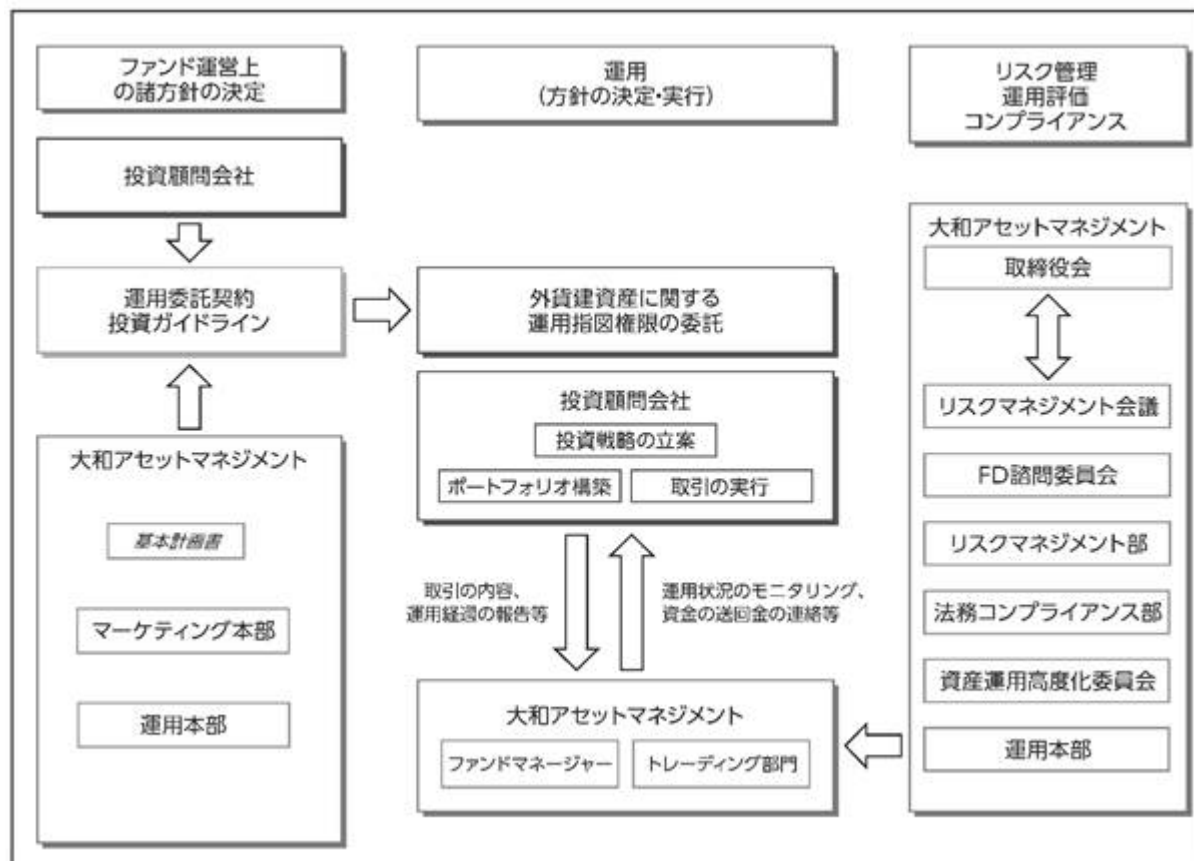 ファンド運営上
の諸方針の決定
投資顧問会社
運用委託契約
投資ガイドライン
大和アセットマネジメント
基本計画書
マーケティング本部
運用本部
運用
(方針の決定・実行)
外貨建資産に関する
運用指図権限の委託
投資顧問会社
投資戦略の立案
ポートフォリオ構築
取引の実行
取引の内容、
運用経過の報告等
運用状況のモニタリング、
資金の送回金の連絡等
大和アセットマネジメント
ファンドマネージャー
トレーディング部門
リスク管理
運用評価
コンプライアンス
大和アセットマネジメント
取締役会
リスクマネジメント会議
FD諮問委員会
リスクマネジメント部
法務コンプライアンス部
資産運用高度化委員会
運用本部